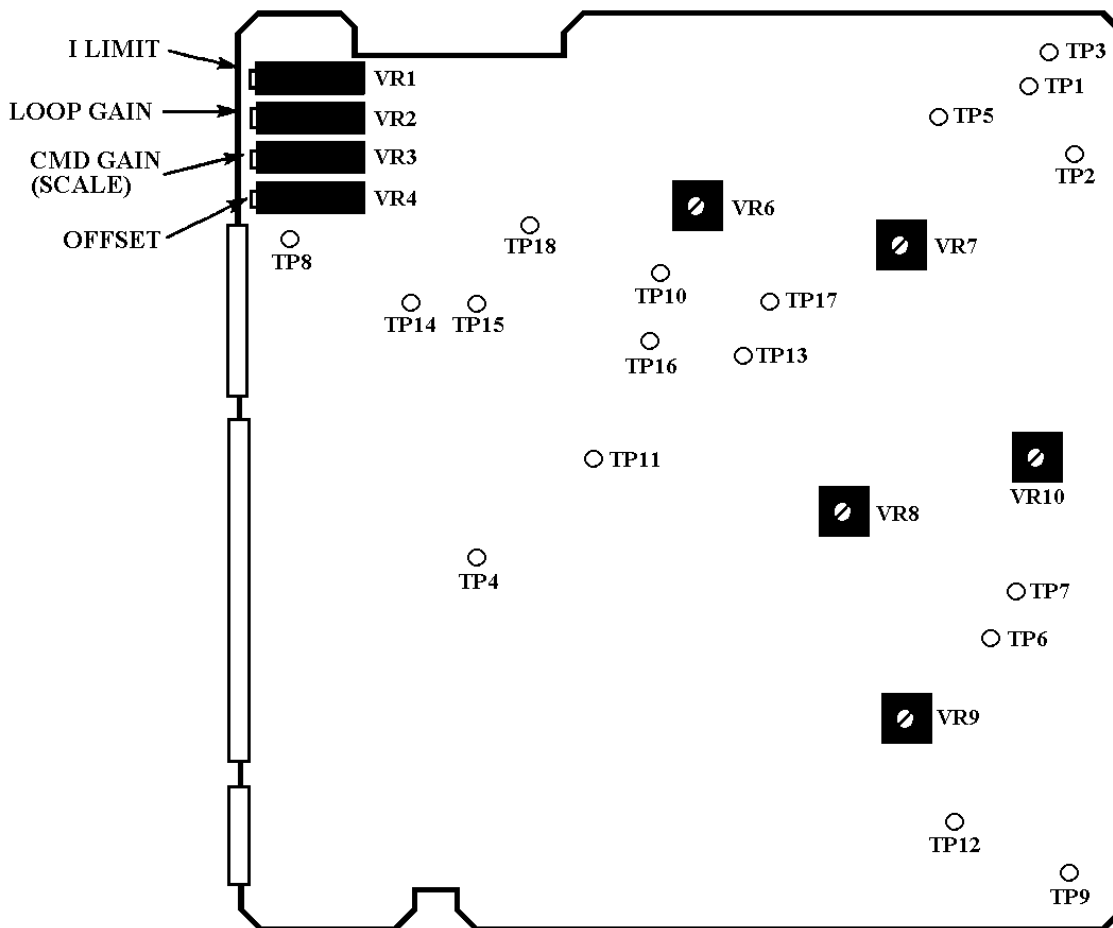 I LIMIT
LOOP GAIN
CMD GAIN
(SCALE)
OFFSET
VR1
VR2
VR3
VR4
TP3
TP1
TP5
TP2
VR6
VR7
TP8
TP18
TP10
TP17
TP14
TP15
TP16
TP13
TP11
VR10
VR8
TP4
TP7
TP6
VR9
TP12
TP9